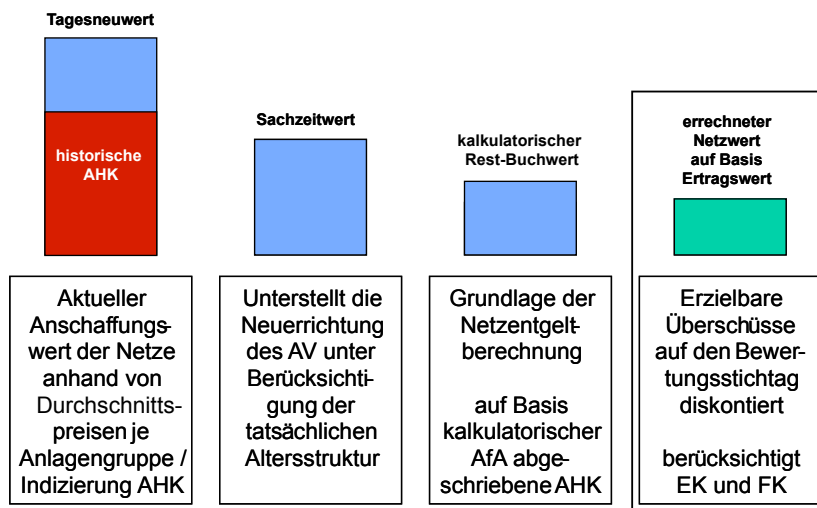 Tagesneuwert
historische
AHK
Aktueller
Anschaffungs-
wert der Netze
anhand von
Durchschnitts-
preisen je
Anlagengruppe /
Indizierung AHK
Sachzeitwert
Unterstellt die
Neuerrichtung
des AV unter
Berücksichti-
gung der
tatsächlichen
Altersstruktur
kalkulatorischer
Rest-Buchwert
Grundlage der
Netzentgelt-
berechnung
auf Basis
kalkulatorischer
AfA abge-
schriebene AHK
errechneter
Netzwert
auf Basis
Ertragswert
Erzielbare
Überschüsse
auf den Bewer-
tungsstichtag
diskontiert
berücksichtigt
EK und FK